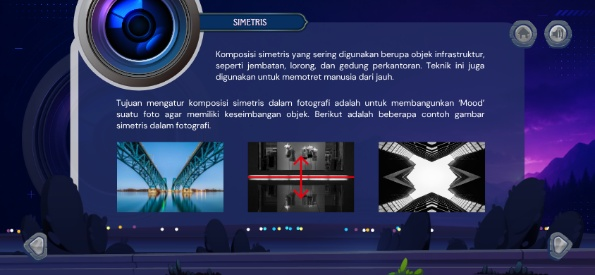 SIMETRIS
Komposisi simetris yang sering digunakan berupa objek infrastruktur,
seperti jembatan, lorong, dan gedung perkantoran. Teknik ini juga
digunakan untuk memotret manusia dari jauh.
Tujuan mengatur komposisi simetris dalam fotografi adalah untuk membangunkan ‘Mood’
suatu foto agar memiliki keseimbangan objek. Berikut adalah beberapa contoh gambar
simetris dalam fotografi.